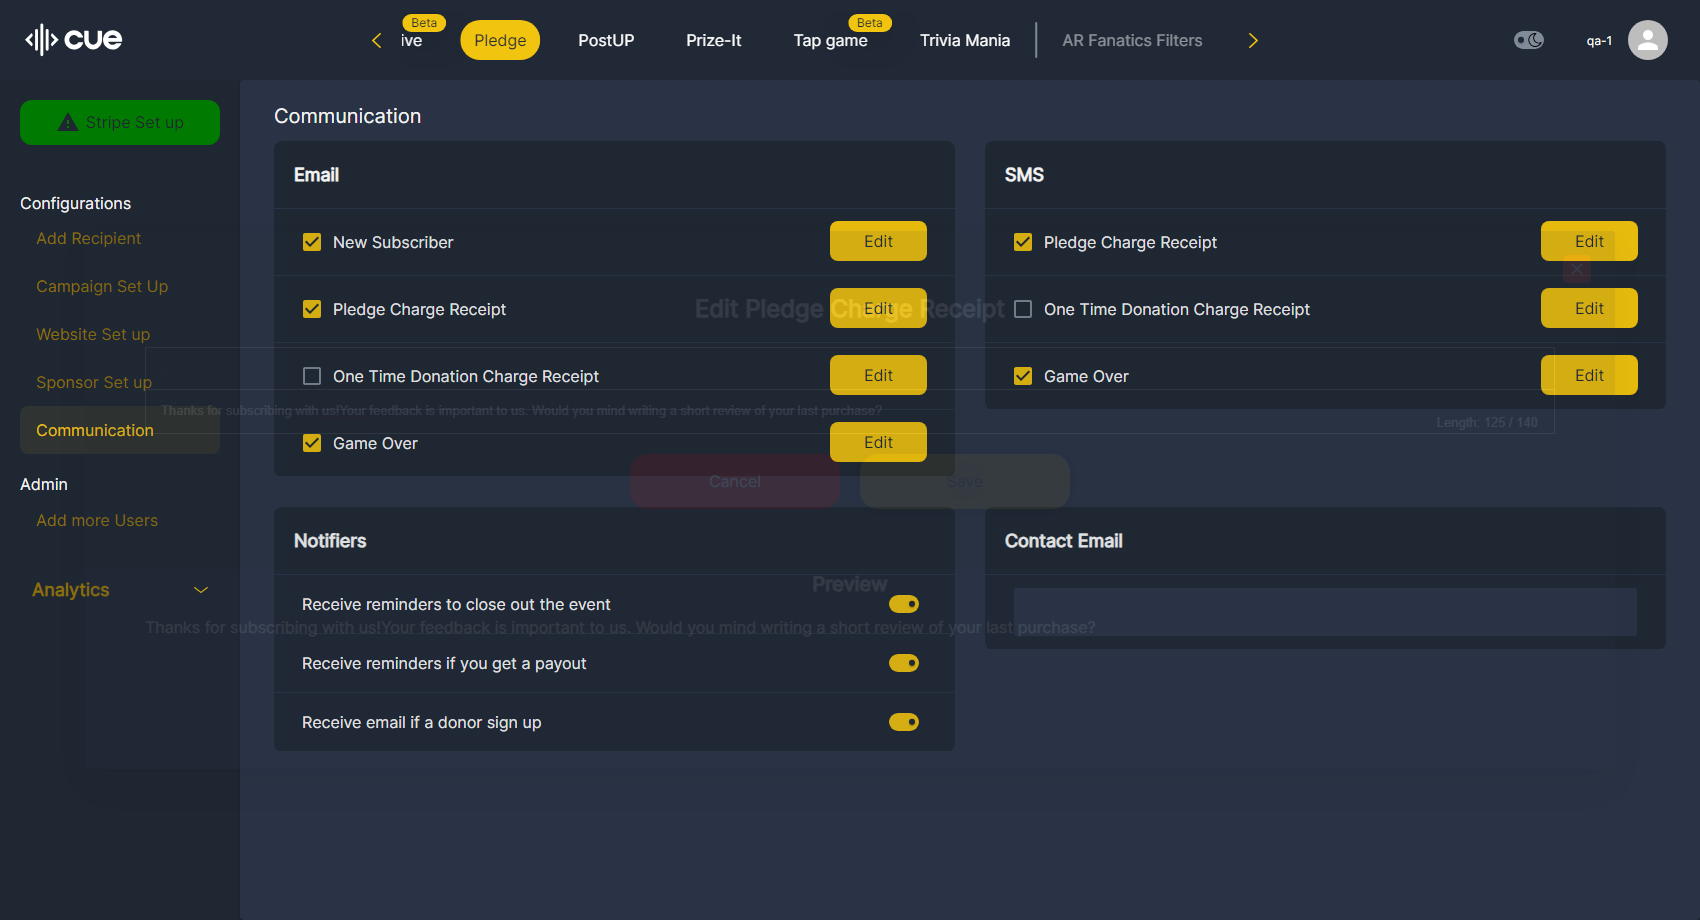 cue
ive
Beta
Pledge
PostUP
Prize-It
Tap game
Beta
Trivia Mania
AR Fanatics Filters
qa-1
Stripe Set up
Configurations
Add Recipient
Campaign Set Up
Website Set up
Sponsor Set up
Communication
Admin
Add more Users
Analytics
Communication
Email
New Subscriber
Edit
Pledge Charge Receipt
Edit
One Time Donation Charge Receipt
Edit
Game Over
Edit
SMS
Pledge Charge Receipt
Edit
One Time Donation Charge Receipt
Edit
Game Over
Edit
Notifiers
Receive reminders to close out the event
Receive reminders if you get a payout
Receive email if a donor sign up
Contact Email
Edit Pledge Charge Receipt
Thanks for subscribing with us!Your feedback is important to us. Would you mind writing a short review of your last purchase?
Length: 125 / 140
Cancel
Save
Preview
Thanks for subscribing with us!Your feedback is important to us. Would you mind writing a short review of your last purchase?